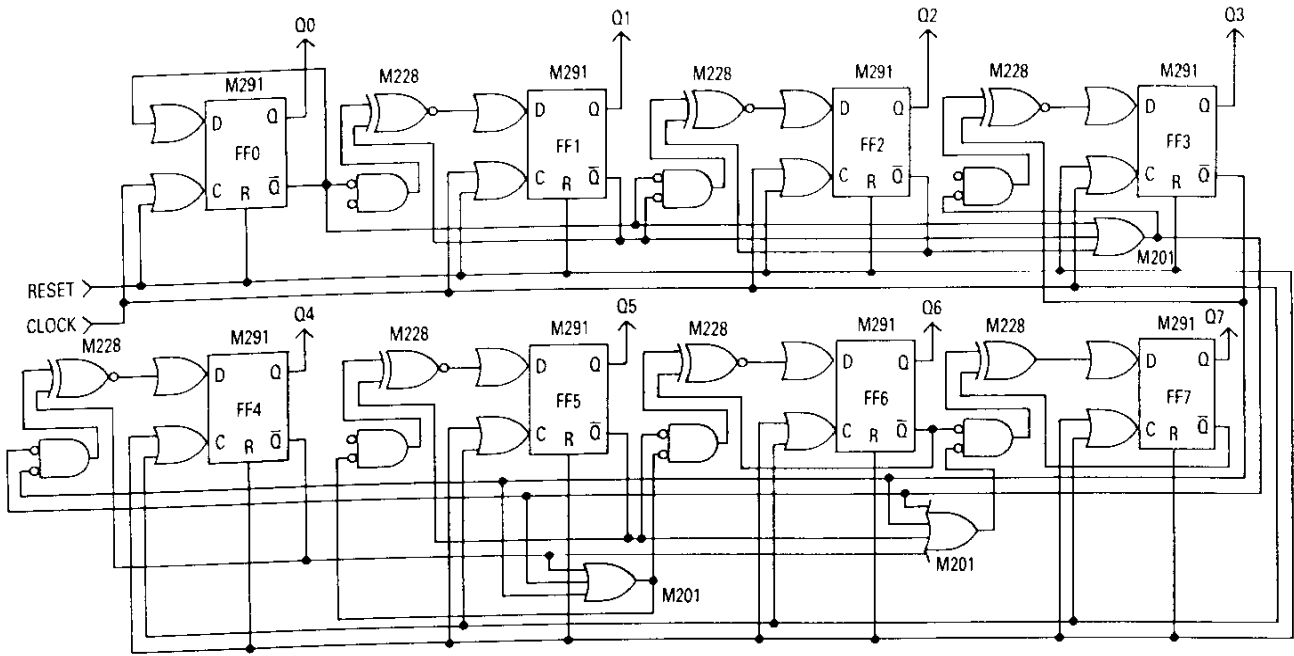 Q0
Q1
Q2
Q3
M291
M228
M291
M228
M291
M228
M291
D
Q
FF0
C
R
Q̅
D
Q
FF1
C
R
Q̅
D
Q
FF2
C
R
Q̅
D
Q
FF3
C
R
Q̅
M201
RESET
CLOCK
Q4
Q5
Q6
Q7
M228
M291
M228
M291
M228
M291
M228
M291
D
Q
FF4
C
R
Q̅
D
Q
FF5
C
R
Q̅
D
Q
FF6
C
R
Q̅
D
Q
FF7
C
R
Q̅
M201
M201